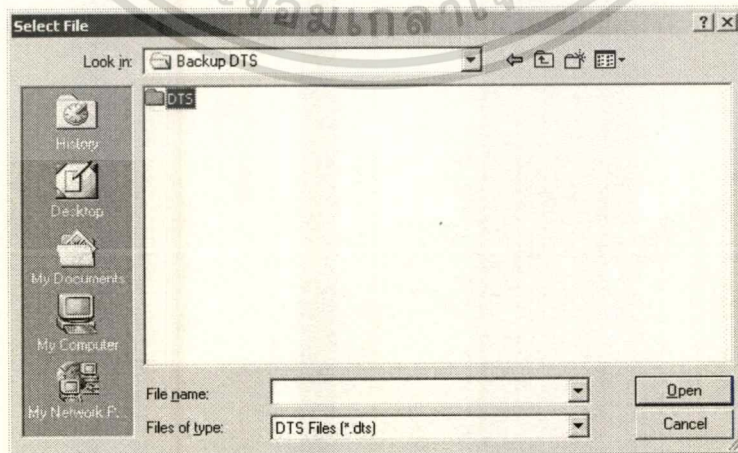 Select File
Look in:
Backup DTS
DTS
History
Desktop
My Documents
My Computer
My Network P...
File name:
Open
Files of type:
DTS Files (*.dts)
Cancel